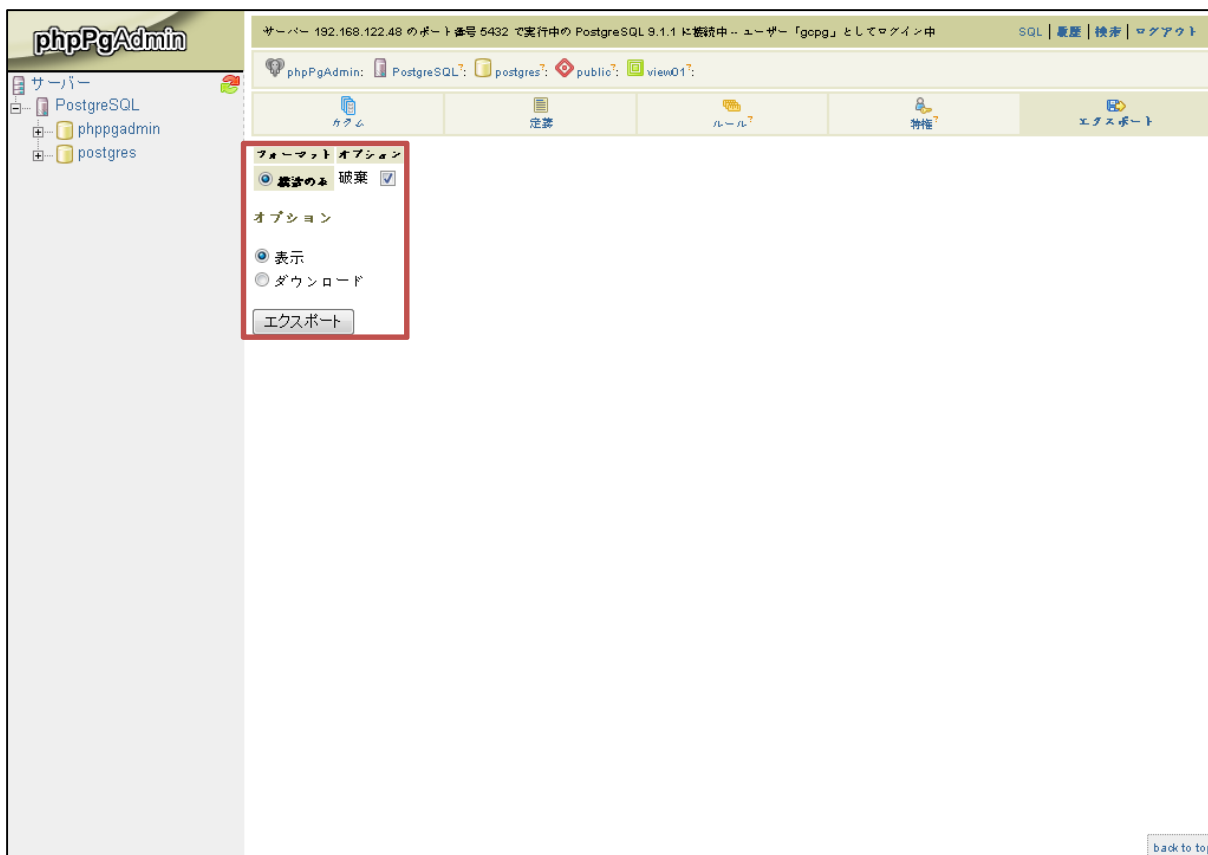 phpPgAdmin
サーバー 192.168.122.48 のポート番号 5432 で実行中の PostgreSQL 9.1.1 に接続中 -- ユーザー「gopg」としてログイン中
SQL | 履歴 | 検索 | ログアウト
phpPgAdmin: PostgreSQL?: postgres?: public?: view01?:
サーバー
PostgreSQL
phppgadmin
postgres
カラム 定義 ルール? 特権? エクスポート
フォーマット オプション
構造のみ 破棄
オプション
表示
ダウンロード
エクスポート
back to top